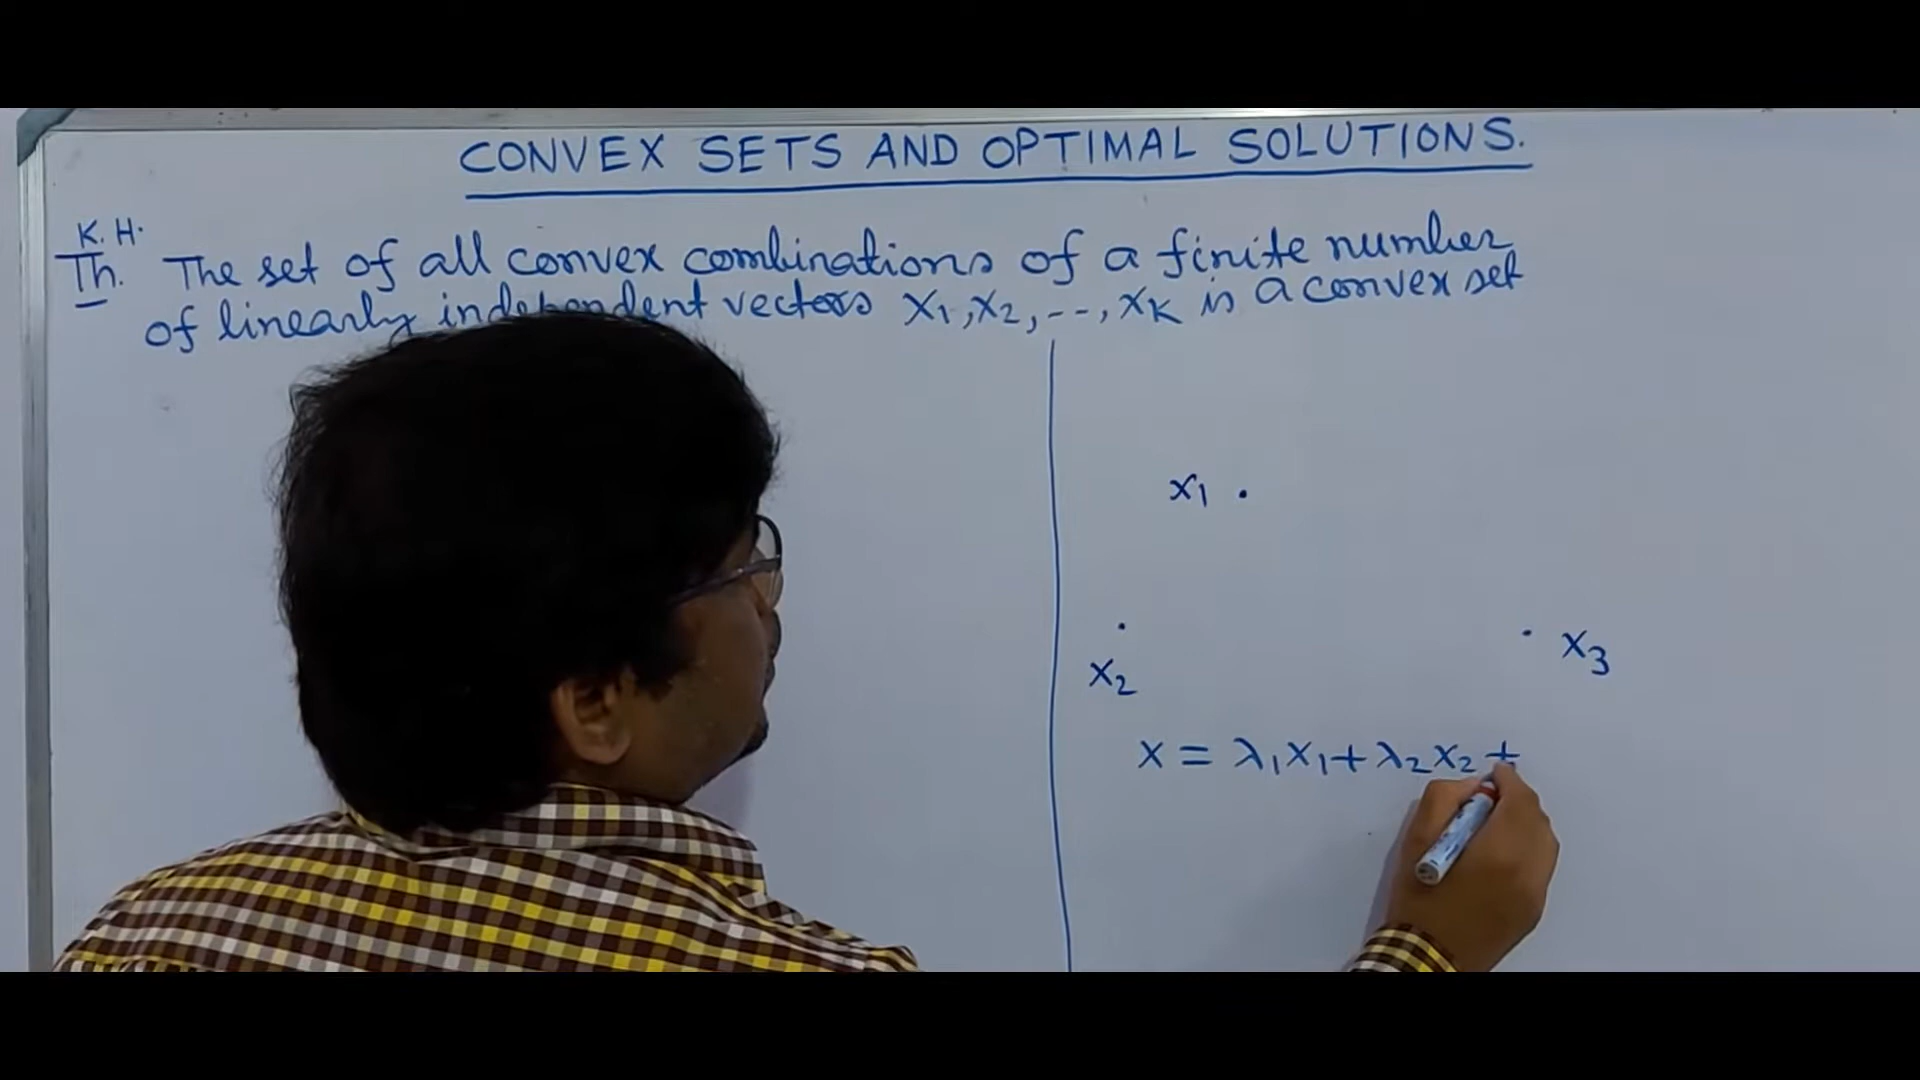 CONVEX SETS AND OPTIMAL SOLUTIONS.
K.H.
Th. The set of all convex combinations of a finite number
of linearly independent vectors X1, X2, ---, XK is a convex set
X1
X2
X3
X = λ1X1 + λ2X2 +